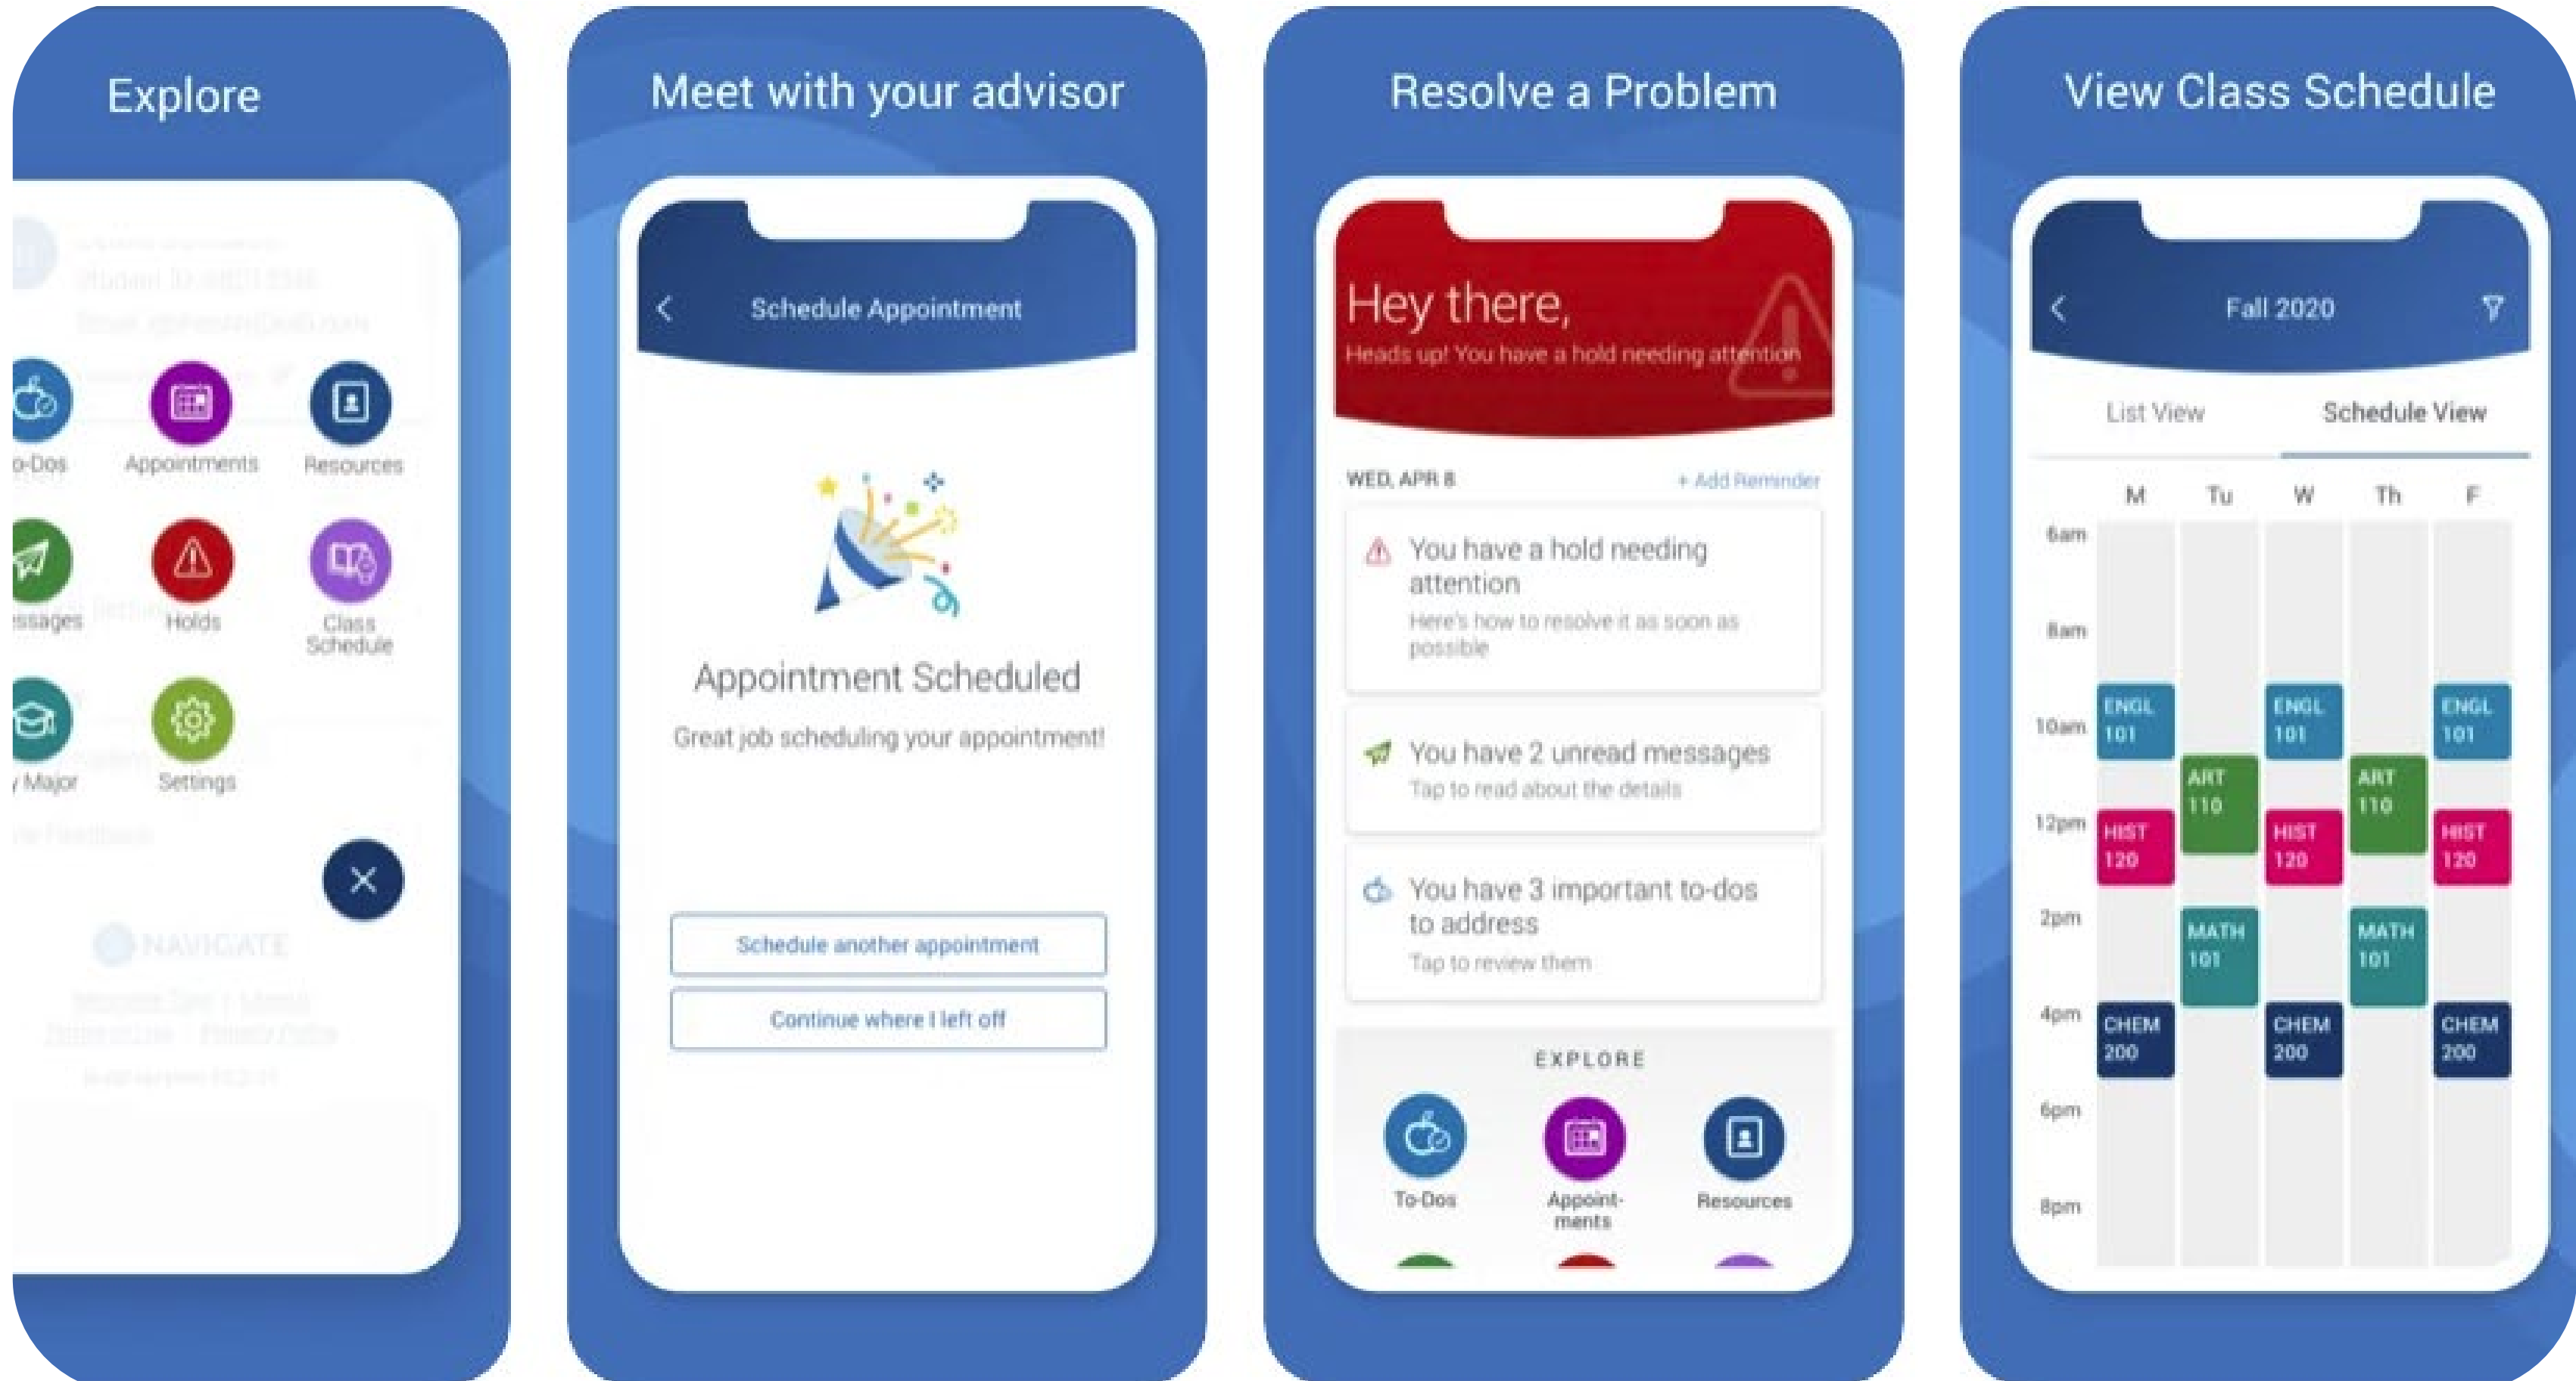 Explore
o-Dos
Appointments
Resources
ssages
Holds
Class
Schedule
y Major
Settings
NAVIGATE
Meet with your advisor
Schedule Appointment
Appointment Scheduled
Great job scheduling your appointment!
Schedule another appointment
Continue where I left off
Resolve a Problem
Hey there,
Heads up! You have a hold needing attention
WED, APR 8
+ Add Reminder
You have a hold needing
attention
Here's how to resolve it as soon as
possible
You have 2 unread messages
Tap to read about the details
You have 3 important to-dos
to address
Tap to review them
EXPLORE
To-Dos
Appoint-
ments
Resources
View Class Schedule
Fall 2020
List View
Schedule View
M Tu W Th F
6am
8am
ENGL
101
ENGL
101
ENGL
101
10am
ART
110
ART
110
12pm
HIST
120
HIST
120
HIST
120
2pm
MATH
101
MATH
101
4pm
CHEM
200
CHEM
200
CHEM
200
6pm
8pm